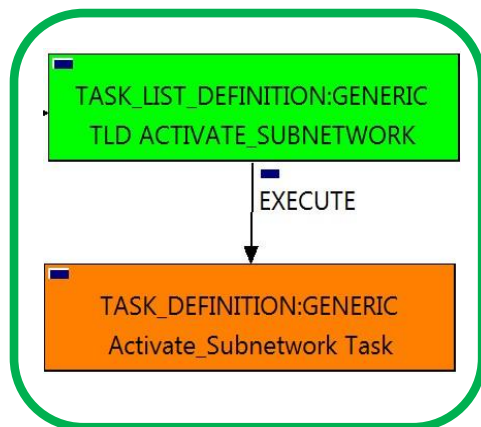 TASK_LIST_DEFINITION:GENERIC
TLD ACTIVATE_SUBNETWORK
EXECUTE
TASK_DEFINITION:GENERIC
Activate_Subnetwork Task